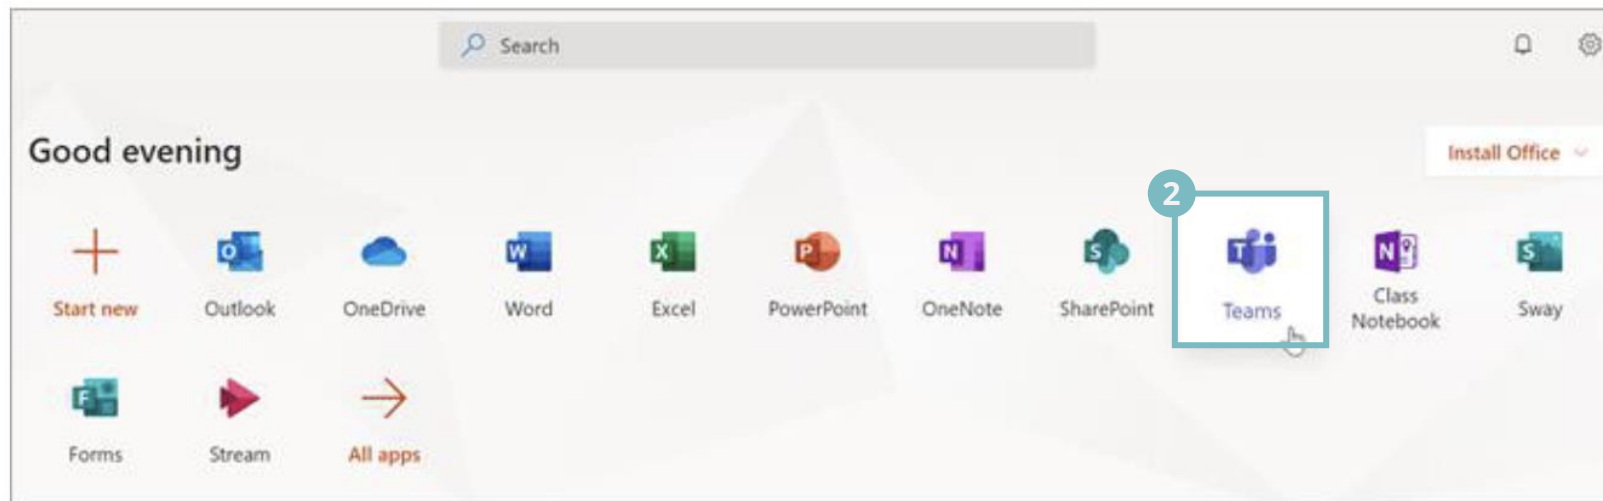 Search
Good evening
Install Office
2
Start new
Outlook
OneDrive
Word
Excel
PowerPoint
OneNote
SharePoint
Teams
Class
Notebook
Sway
Forms
Stream
All apps